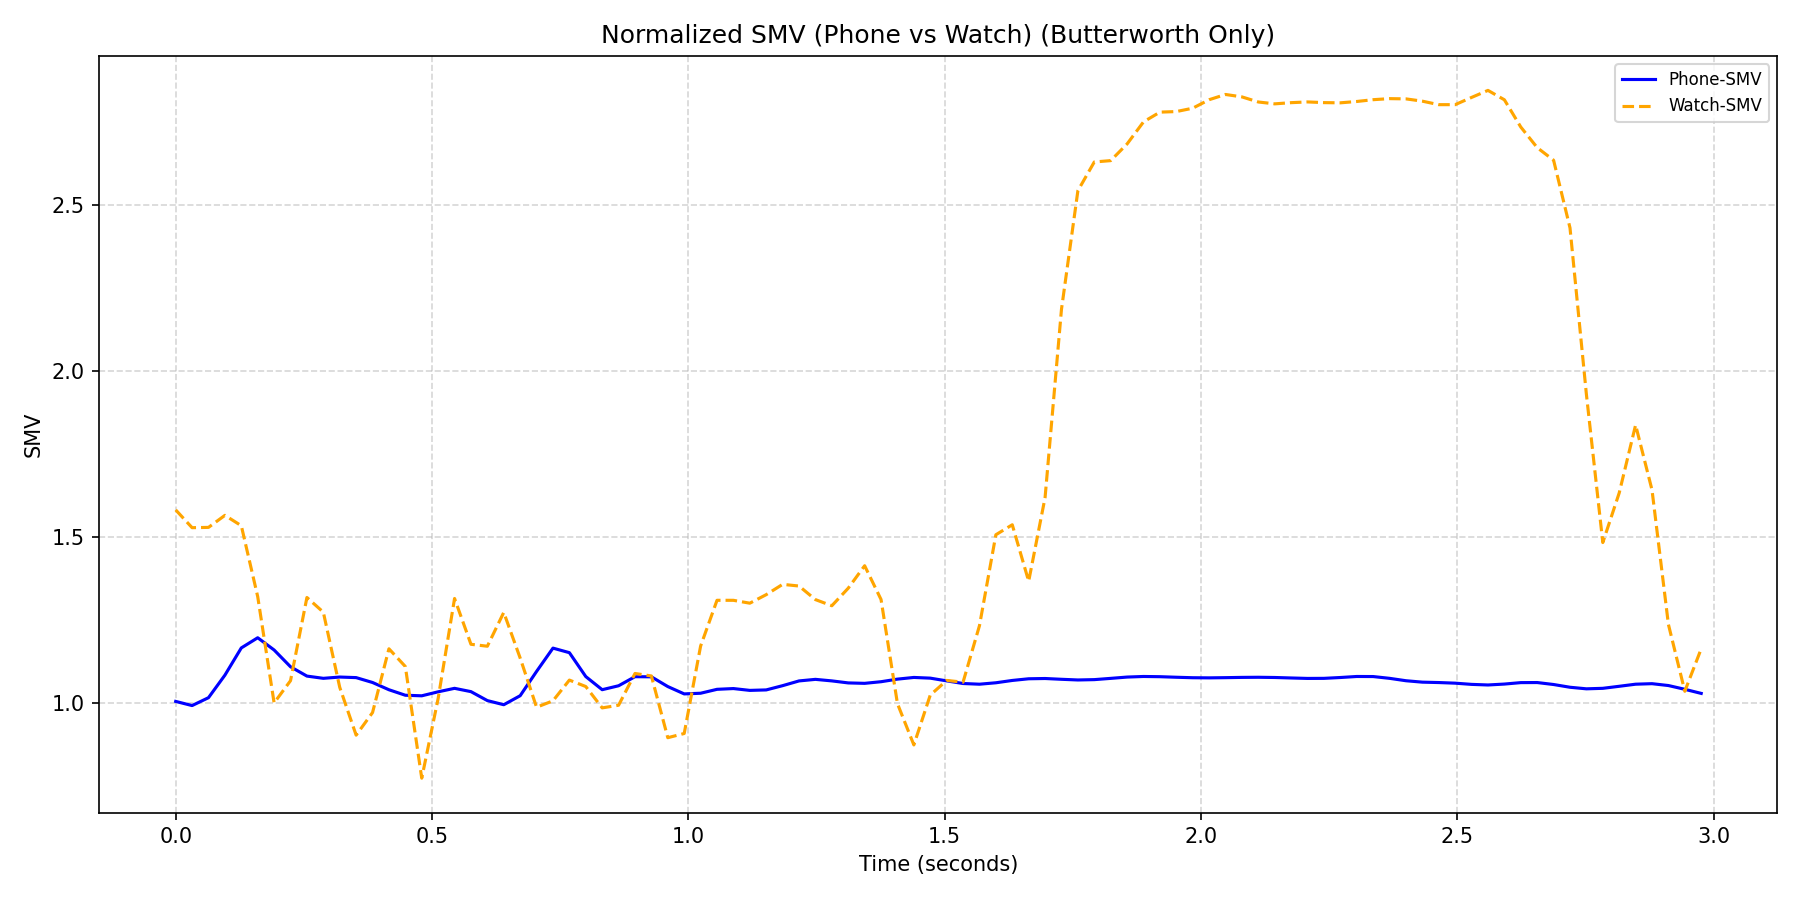 Normalized SMV (Phone vs Watch) (Butterworth Only)
Phone-SMV
Watch-SMV
SMV
2.5
2.0
1.5
1.0
0.0 0.5 1.0 1.5 2.0 2.5 3.0
Time (seconds)